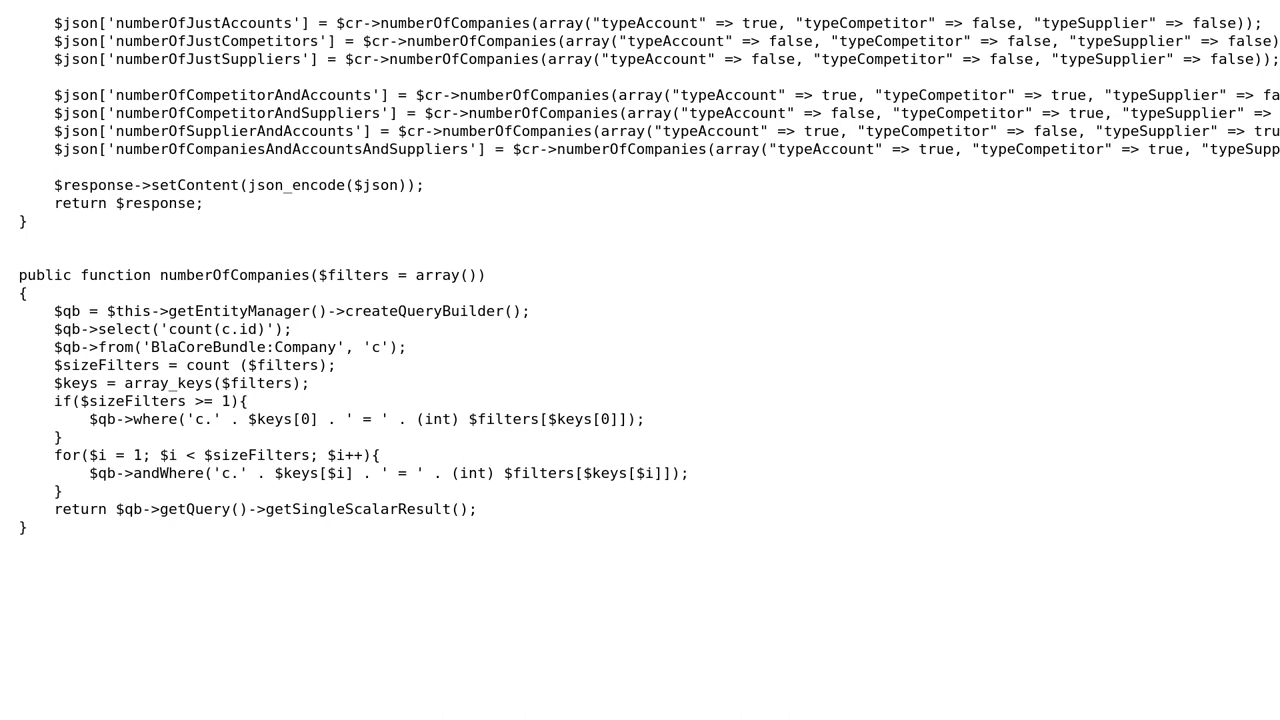 $json['numberOfJustAccounts'] = $cr->numberOfCompanies(array("typeAccount" => true, "typeCompetitor" => false, "typeSupplier" => false));
$json['numberOfJustCompetitors'] = $cr->numberOfCompanies(array("typeAccount" => false, "typeCompetitor" => false, "typeSupplier" => false)
$json['numberOfJustSuppliers'] = $cr->numberOfCompanies(array("typeAccount" => false, "typeCompetitor" => false, "typeSupplier" => false));
$json['numberOfCompetitorAndAccounts'] = $cr->numberOfCompanies(array("typeAccount" => true, "typeCompetitor" => true, "typeSupplier" => fa
$json['numberOfCompetitorAndSuppliers'] = $cr->numberOfCompanies(array("typeAccount" => false, "typeCompetitor" => true, "typeSupplier" =>
$json['numberOfSupplierAndAccounts'] = $cr->numberOfCompanies(array("typeAccount" => true, "typeCompetitor" => false, "typeSupplier" => tru
$json['numberOfCompaniesAndAccountsAndSuppliers'] = $cr->numberOfCompanies(array("typeAccount" => true, "typeCompetitor" => true, "typeSupp
$response->setContent(json_encode($json));
return $response;
}
public function numberOfCompanies($filters = array())
{
$qb = $this->getEntityManager()->createQueryBuilder();
$qb->select('count(c.id)');
$qb->from('BlaCoreBundle:Company', 'c');
$sizeFilters = count ($filters);
$keys = array_keys($filters);
if($sizeFilters >= 1){
$qb->where('c.' . $keys[0] . ' = ' . (int) $filters[$keys[0]]);
}
for($i = 1; $i < $sizeFilters; $i++){
$qb->andWhere('c.' . $keys[$i] . ' = ' . (int) $filters[$keys[$i]]);
}
return $qb->getQuery()->getSingleScalarResult();
}